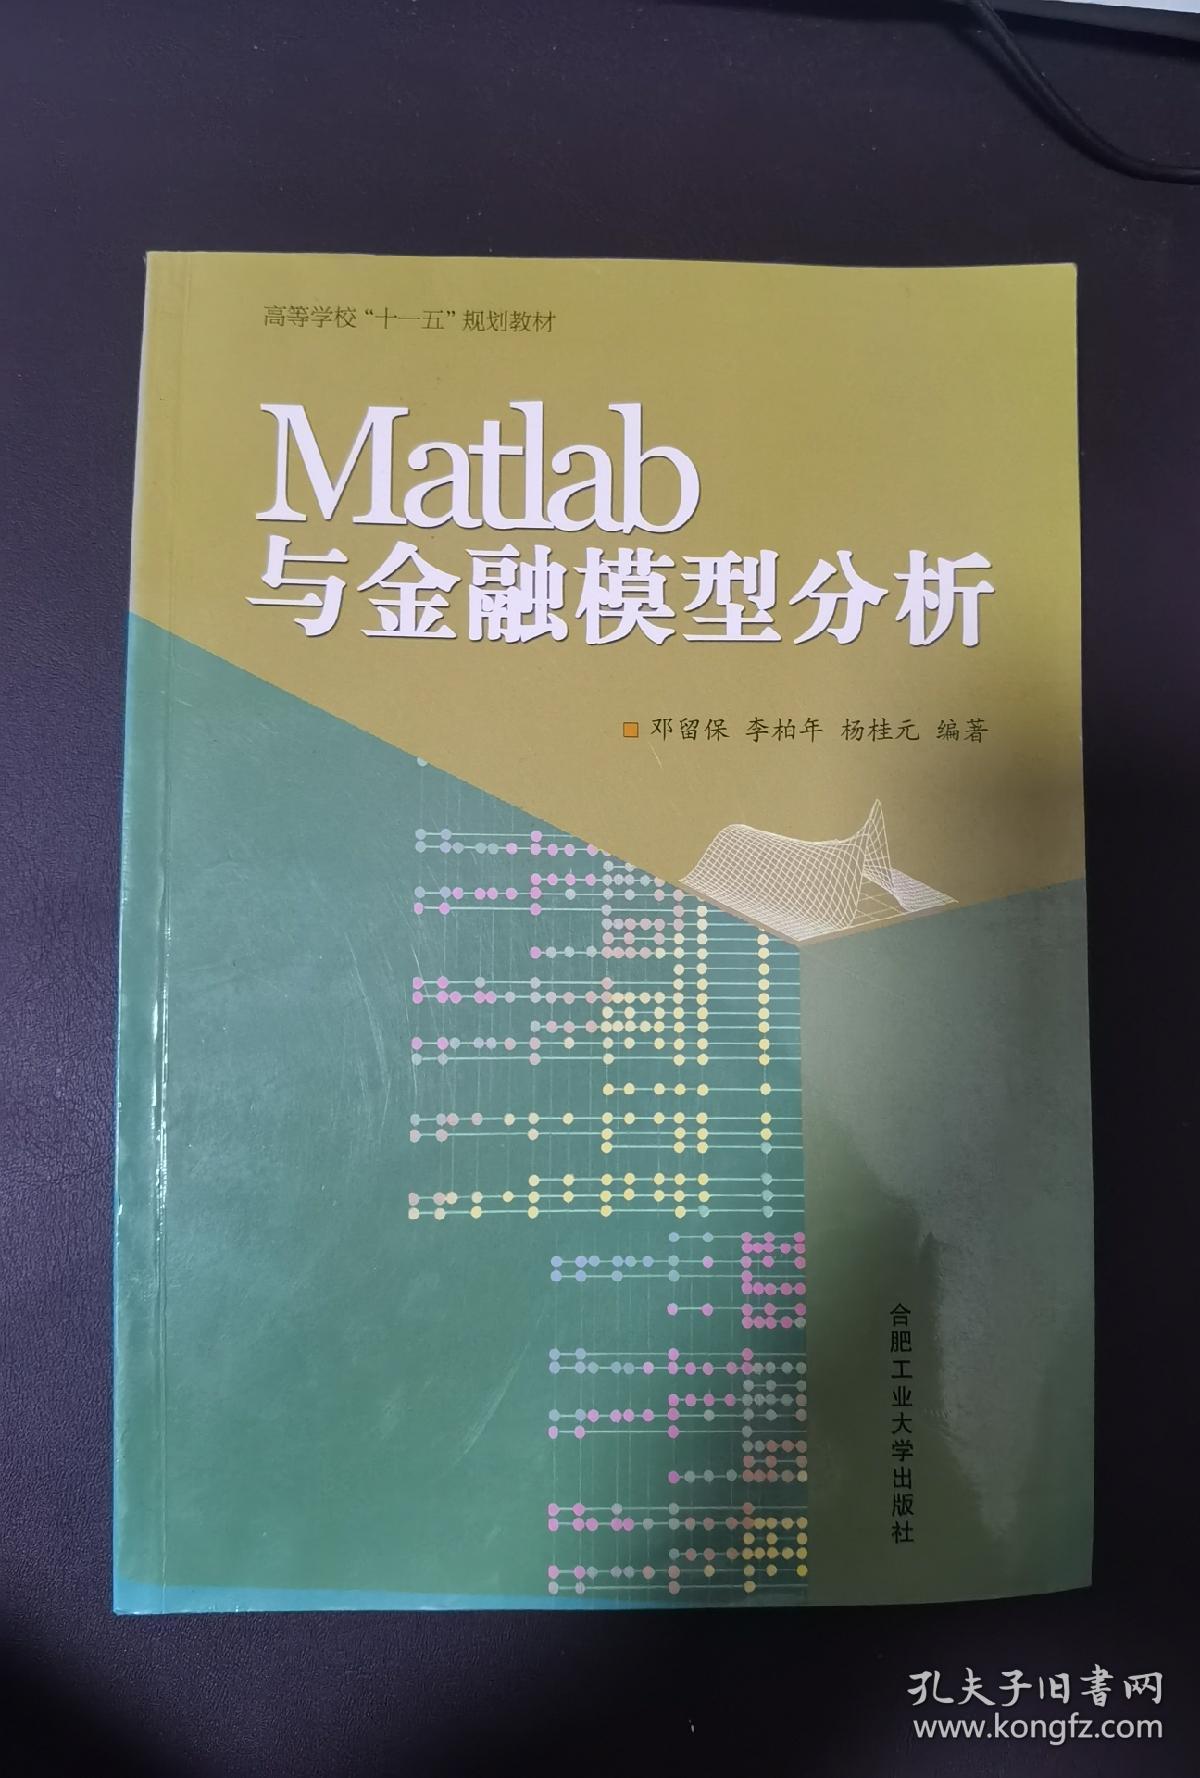 高等学校“十一五”规划教材
Matlab
与金融模型分析
邓留保 李柏年 杨桂元 编著
合肥工业大学出版社
孔夫子旧书网
www.kongfz.com